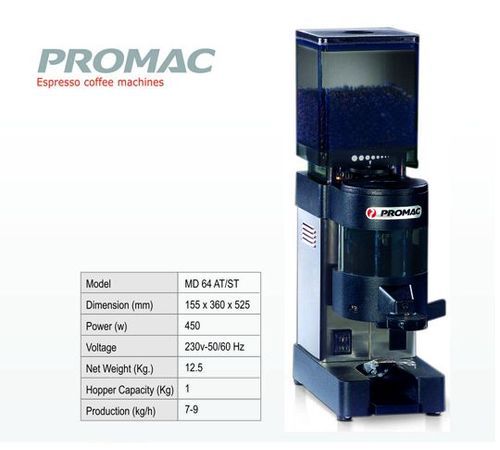 PROMAC
Espresso coffee machines
PROMAC
Model MD 64 AT/ST
Dimension (mm) 155 x 360 x 525
Power (w) 450
Voltage 230v-50/60 Hz
Net Weight (Kg.) 12.5
Hopper Capacity (Kg) 1
Production (kg/h) 7-9